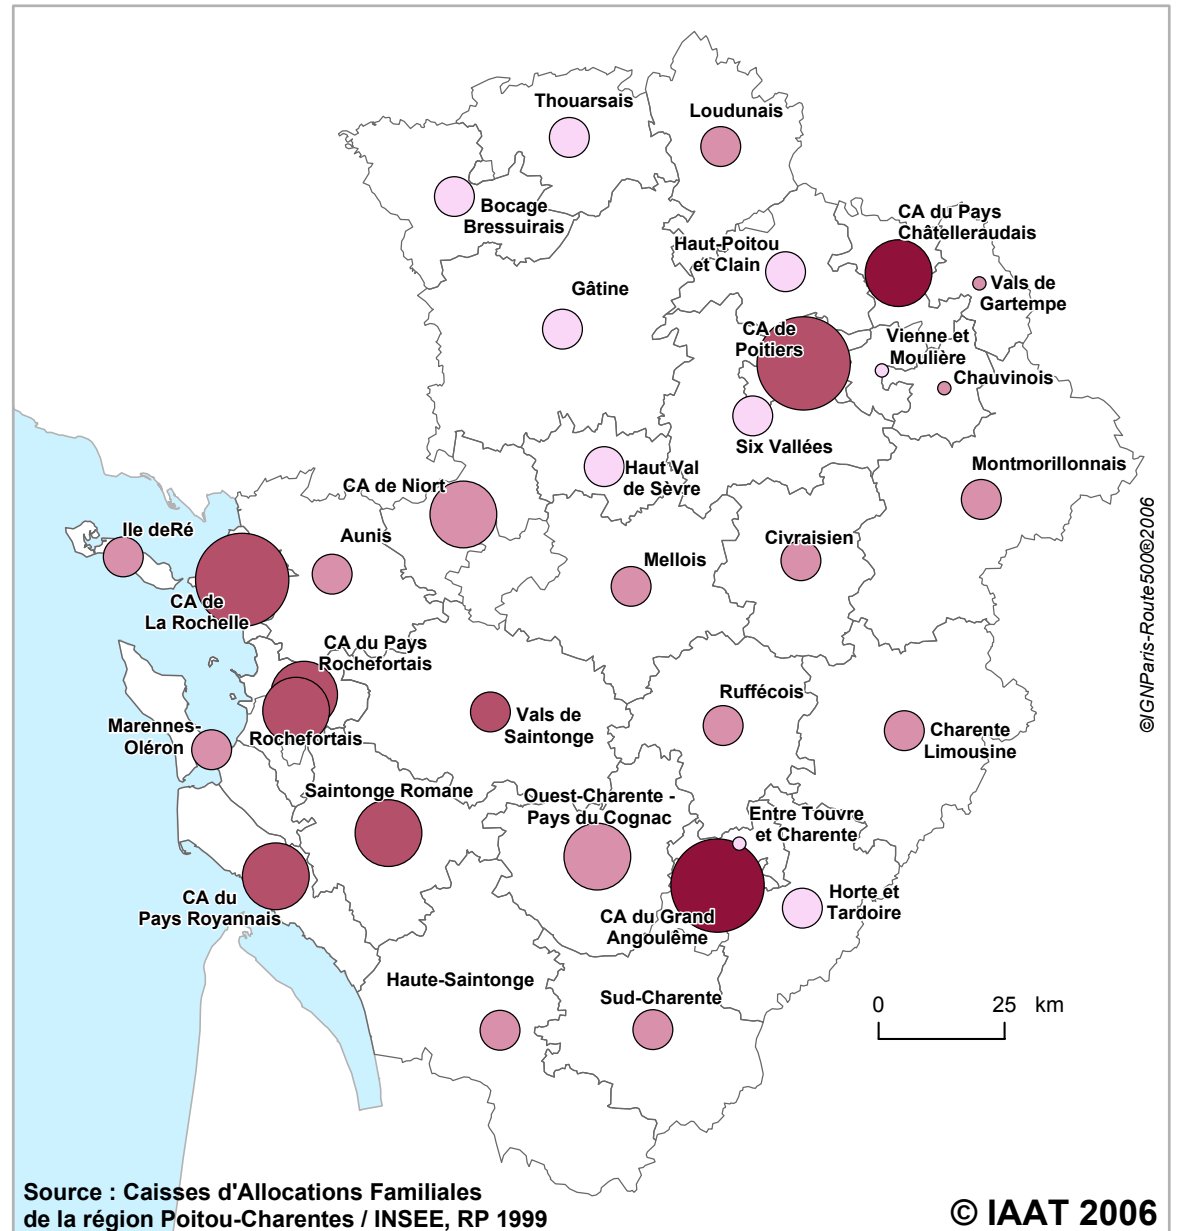 Thouarsais
Loudunais
Bocage
Bressuirais
CA du Pays
Châtelleraudais
Haut-Poitou
et Clain
Vals de
Gartempe
Gâtine
CA de
Poitiers
Vienne et
Moulière
Chauvinois
Six Vallées
Haut Val
de Sèvre
Montmorillonnais
CA de Niort
Ile deRé
Aunis
Mellois
Civraisien
CA de
La Rochelle
©IGNParis-Route500®2006
CA du Pays
Rochefortais
Rochefortais
Marennes-
Oléron
Vals de
Saintonge
Ruffécois
Charente
Limousine
Saintonge Romane
Ouest-Charente -
Pays du Cognac
Entre Touvre
et Charente
CA du
Pays Royannais
CA du Grand
Angoulême
Horte et
Tardoire
Haute-Saintonge
Sud-Charente
0 25 km
Source : Caisses d'Allocations Familiales
de la région Poitou-Charentes / INSEE, RP 1999
© IAAT 2006